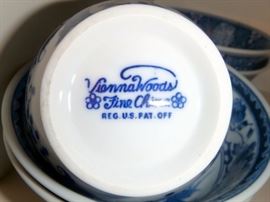 Vienna Woods
Fine China
REG. U.S. PAT. OFF